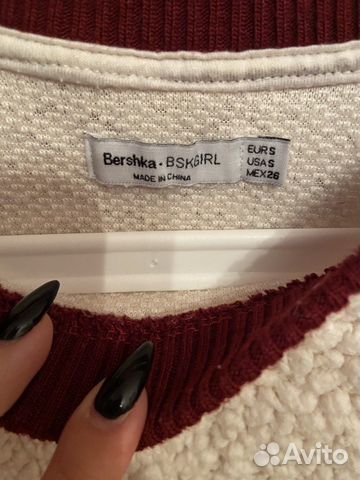 Bershka • BSKGIRL
MADE IN CHINA
EUR S
USA S
MEX 26
Avito